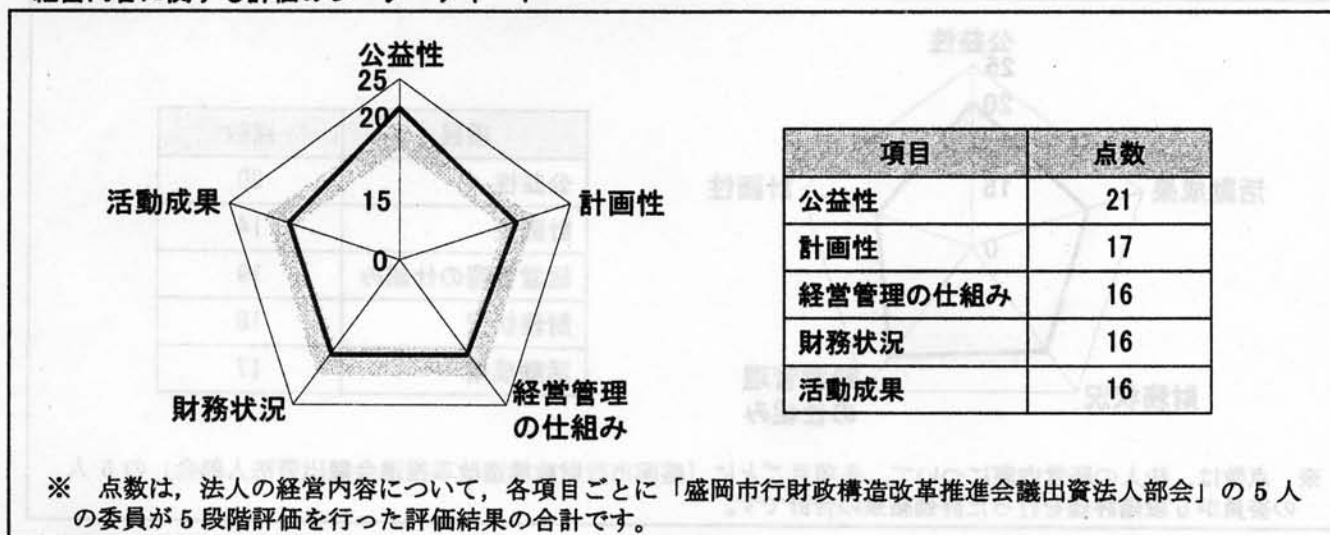 公益性
25
20
15
0
活動成果
計画性
財務状況
経営管理
の仕組み
項目 点数
公益性 21
計画性 17
経営管理の仕組み 16
財務状況 16
活動成果 16
※ 点数は，法人の経営内容について，各項目ごとに「盛岡市行財政構造改革推進会議出資法人部会」の５人
の委員が５段階評価を行った評価結果の合計です。